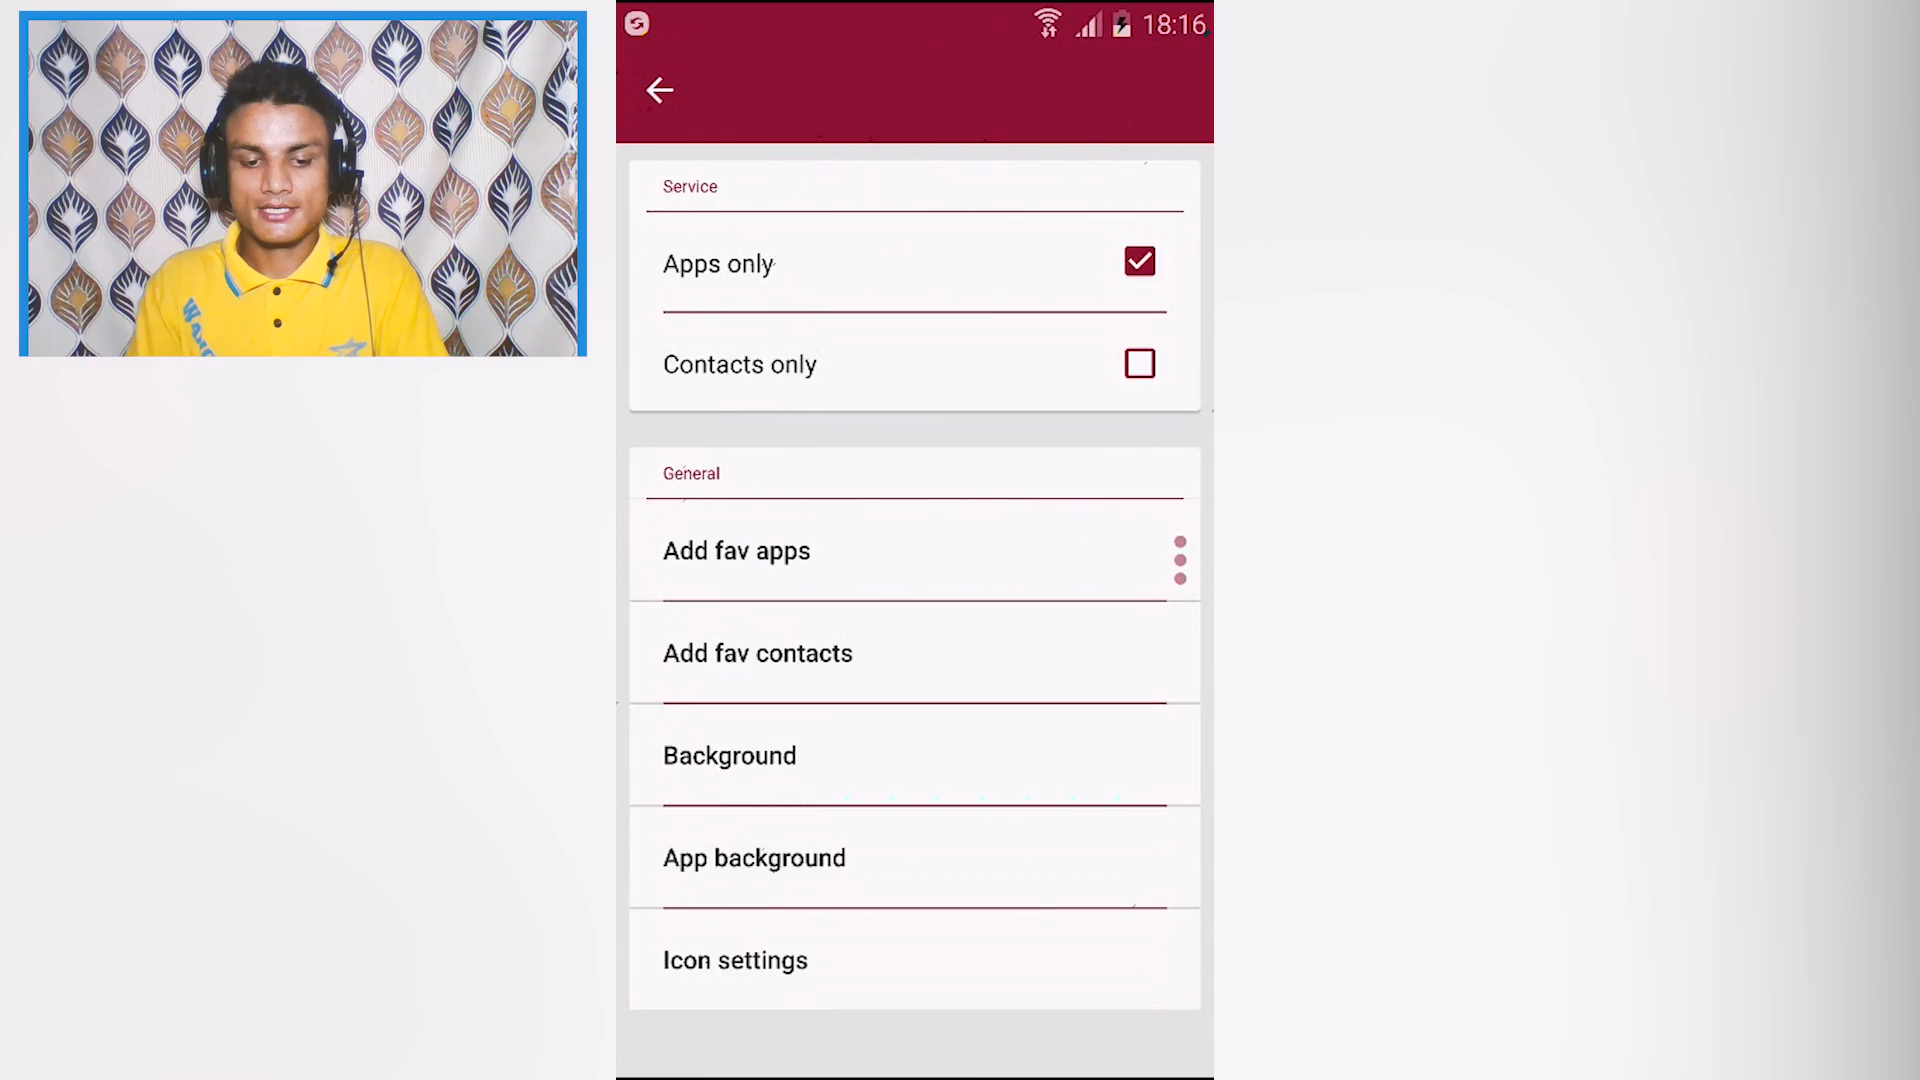 18:16
Service
Apps only
Contacts only
General
Add fav apps
Add fav contacts
Background
App background
Icon settings